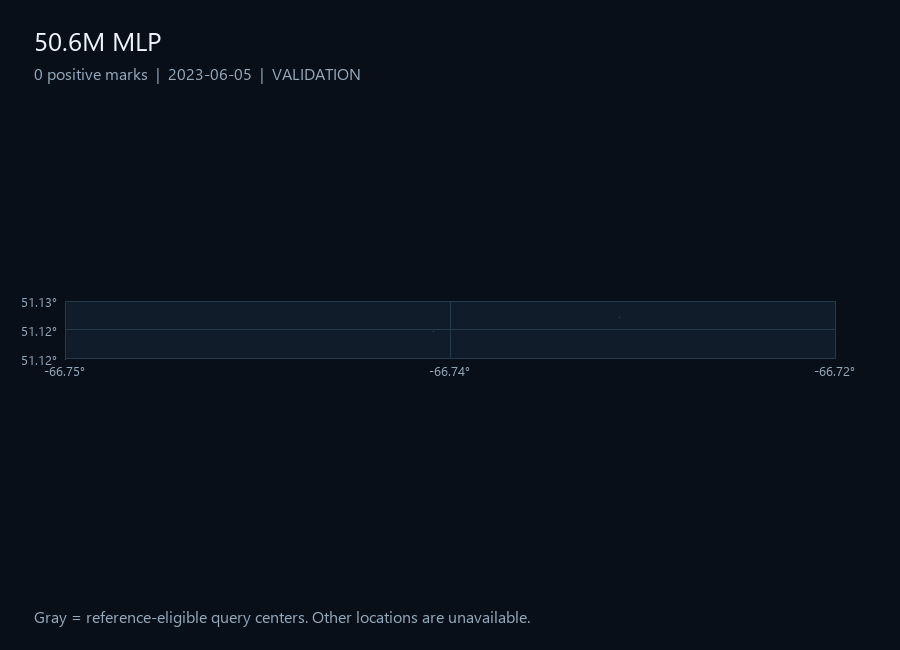 50.6M MLP
0 positive marks | 2023-06-05 | VALIDATION
51.13°
51.12°
51.12°
-66.75° -66.74° -66.72°
Gray = reference-eligible query centers. Other locations are unavailable.